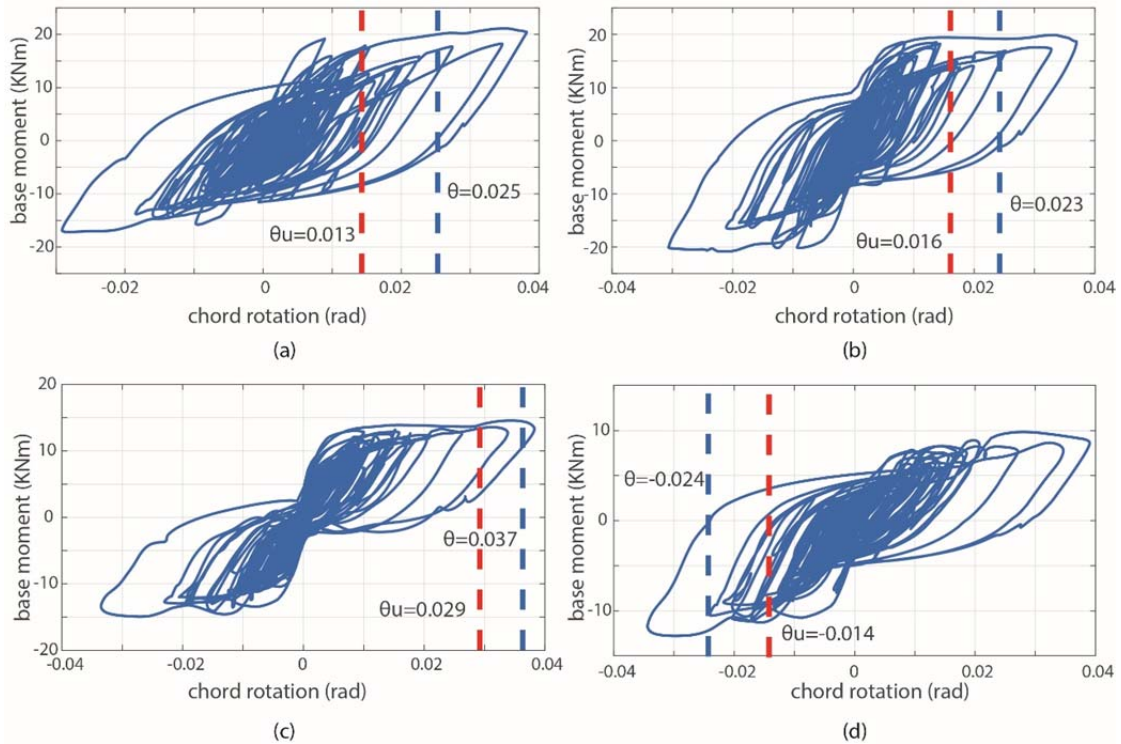 20
10
0
-10
-20
base moment (KNm)
θ=0.025
θu=0.013
-0.02
0
0.02
0.04
chord rotation (rad)
(a)
20
10
0
-10
-20
base moment (KNm)
θ=0.023
θu=0.016
-0.04
-0.02
0
0.02
0.04
chord rotation (rad)
(b)
20
10
0
-10
-20
base moment (KNm)
θ=0.037
θu=0.029
-0.04
-0.02
0
0.02
0.04
chord rotation (rad)
(c)
10
0
-10
base moment (KNm)
θ=-0.024
θu=-0.014
-0.04
-0.02
0
0.02
0.04
chord rotation (rad)
(d)